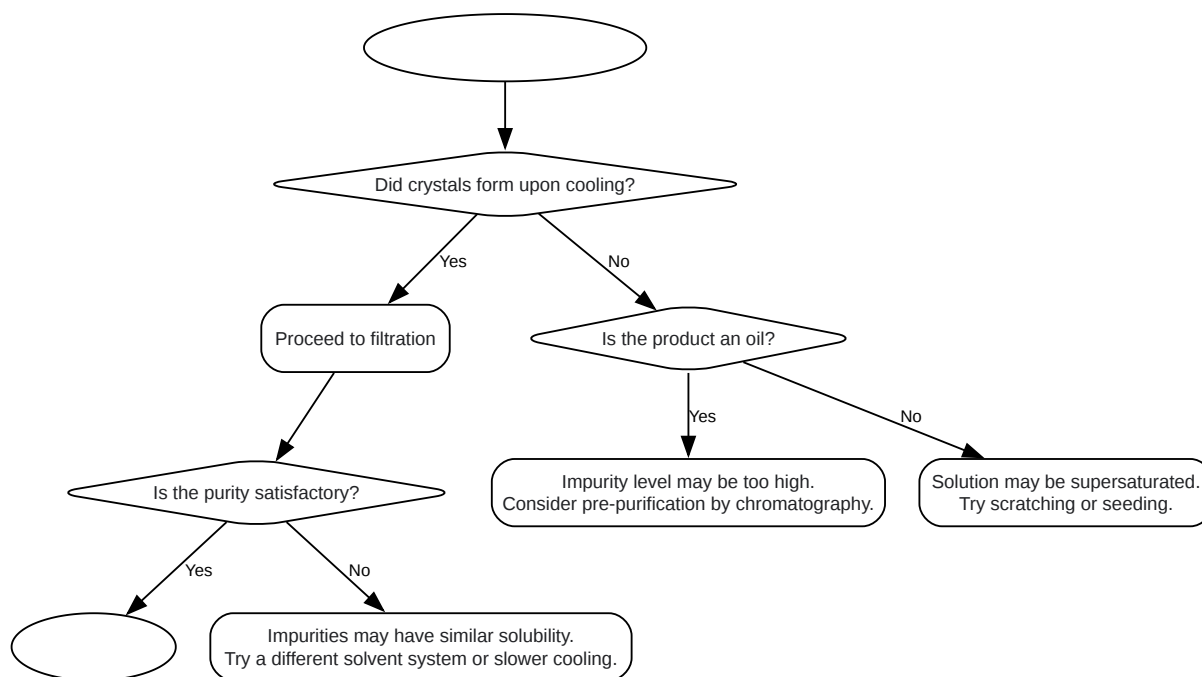 Did crystals form upon cooling?
Yes
No
Proceed to filtration
Is the product an oil?
Yes
No
Is the purity satisfactory?
Impurity level may be too high.
Consider pre-purification by chromatography.
Solution may be supersaturated.
Try scratching or seeding.
Yes
No
Impurities may have similar solubility.
Try a different solvent system or slower cooling.